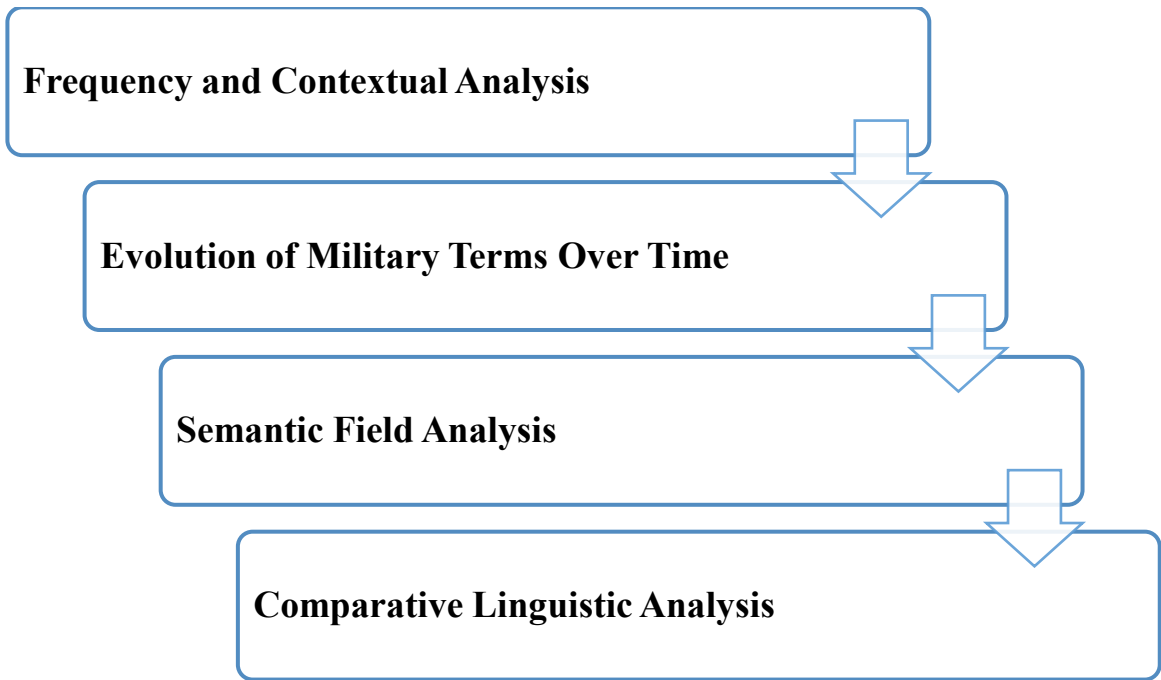 Frequency and Contextual Analysis
Evolution of Military Terms Over Time
Semantic Field Analysis
Comparative Linguistic Analysis